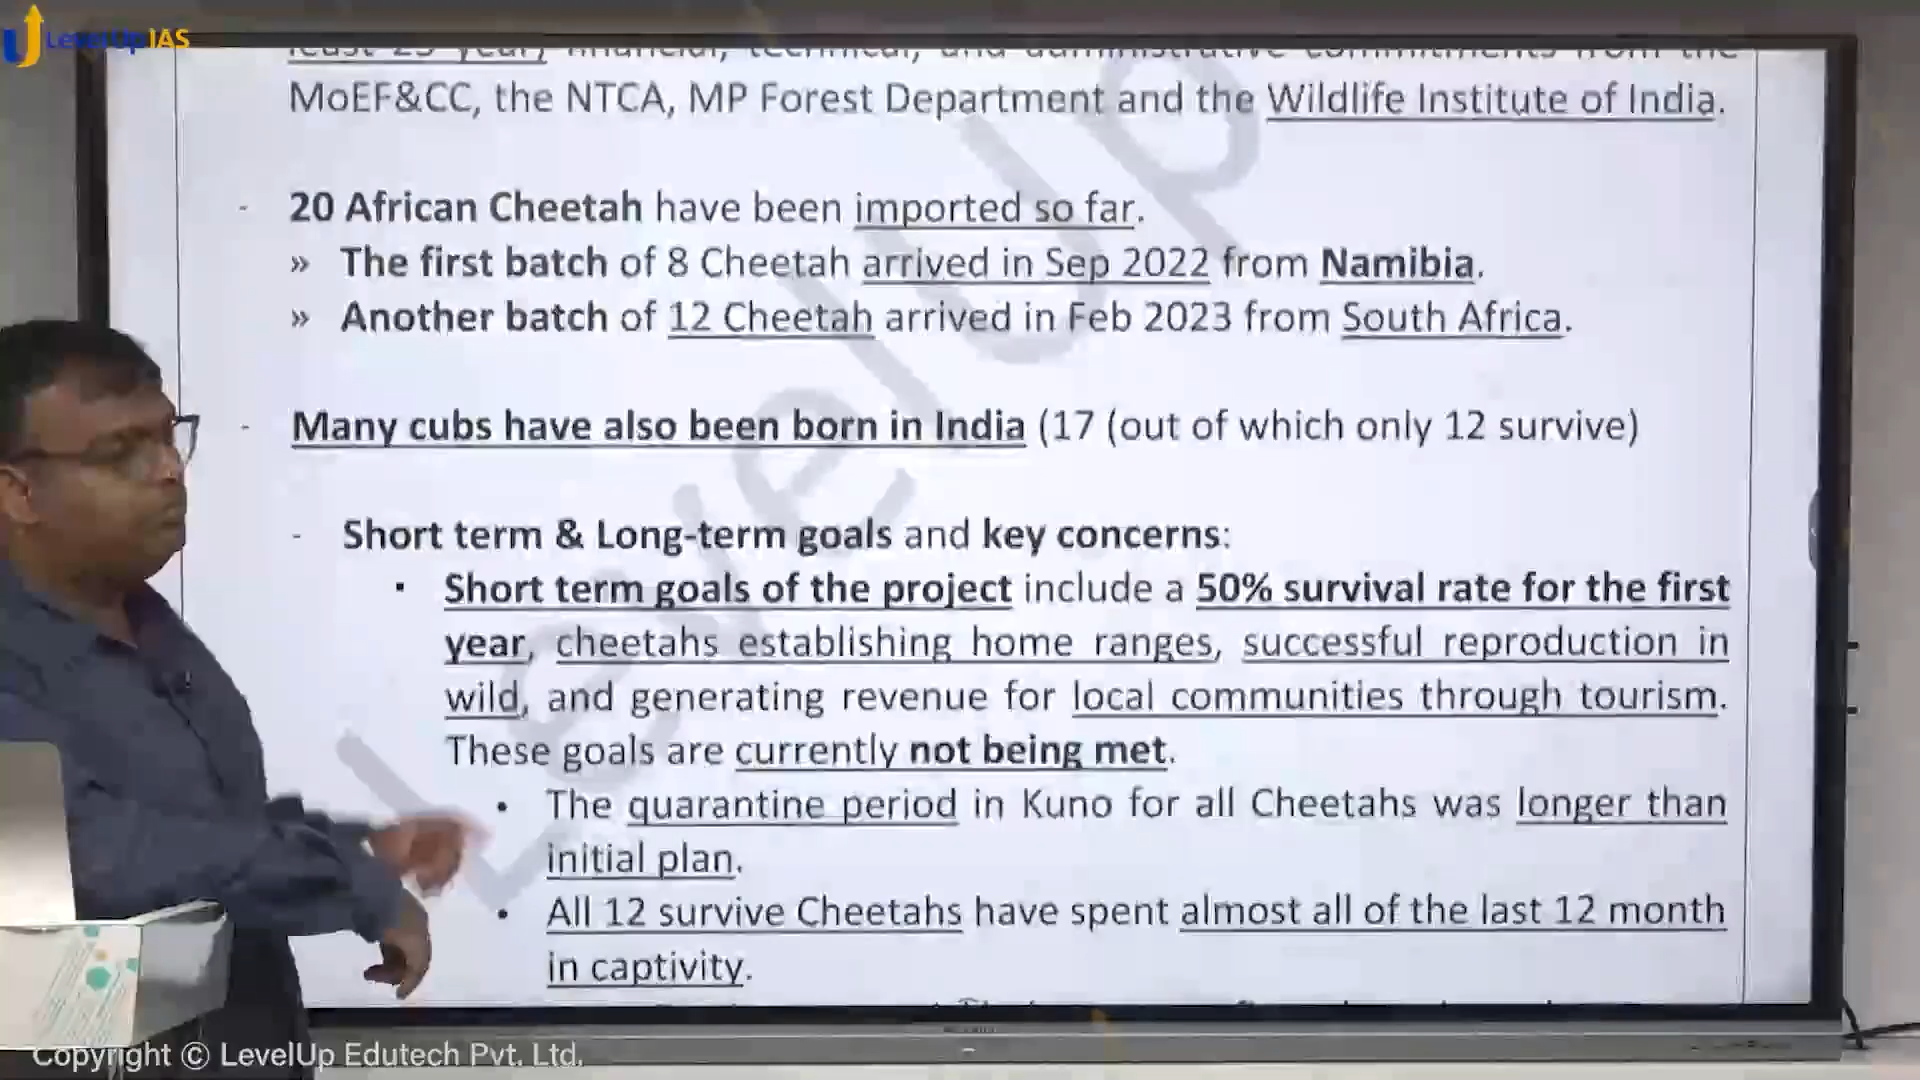 LevelUp IAS
least 25 year, financial, technical, and administrative commitments from the
MoEF&CC, the NTCA, MP Forest Department and the Wildlife Institute of India.
- 20 African Cheetah have been imported so far.
» The first batch of 8 Cheetah arrived in Sep 2022 from Namibia.
» Another batch of 12 Cheetah arrived in Feb 2023 from South Africa.
- Many cubs have also been born in India (17 (out of which only 12 survive)
- Short term & Long-term goals and key concerns:
▪ Short term goals of the project include a 50% survival rate for the first
year, cheetahs establishing home ranges, successful reproduction in
wild, and generating revenue for local communities through tourism.
These goals are currently not being met.
• The quarantine period in Kuno for all Cheetahs was longer than
initial plan.
• All 12 survive Cheetahs have spent almost all of the last 12 month
in captivity.
LevelUp
Copyright © LevelUp Edutech Pvt. Ltd.